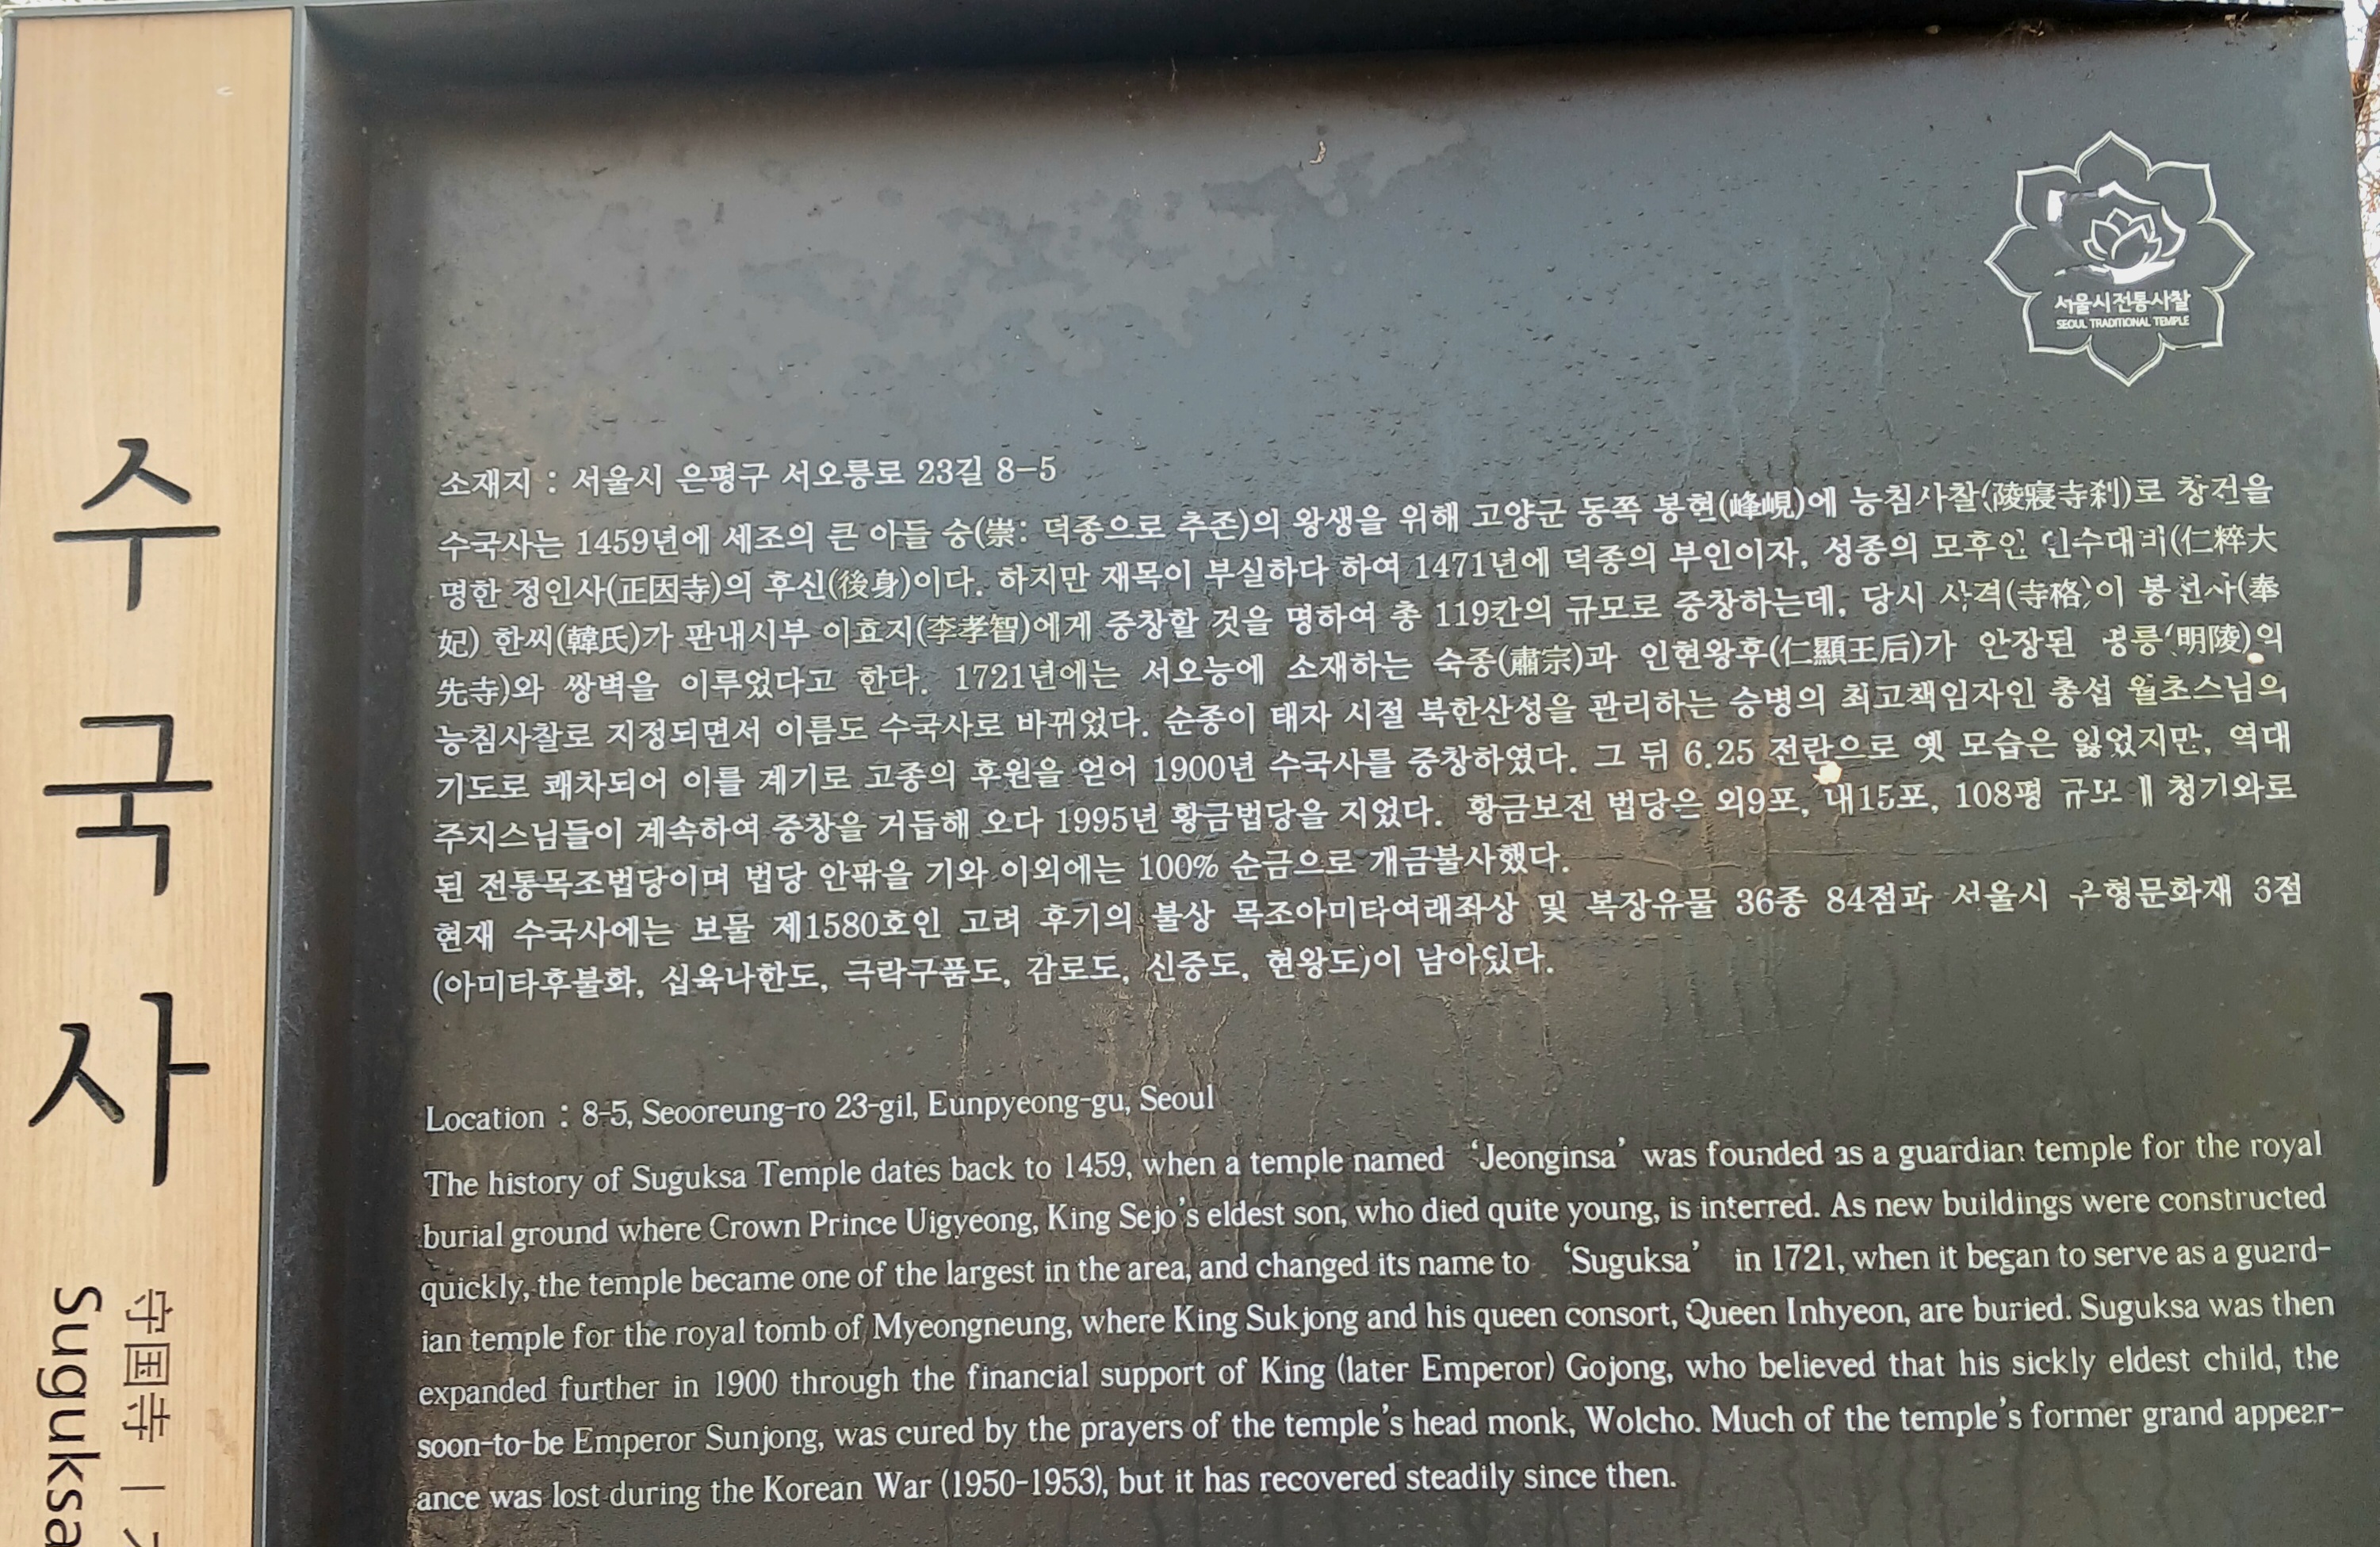 수국사
守国寺 |
Suguksa
서울시전통사찰
SEOUL TRADITIONAL TEMPLE
소재지 : 서울시 은평구 서오릉로 23길 8-5
수국사는 1459년에 세조의 큰 아들 숭(崇: 덕종으로 추존)의 왕생을 위해 고양군 동쪽 봉현(峰峴)에 능침사찰(陵寢寺刹)로 창건을
명한 정인사(正因寺)의 후신(後身)이다. 하지만 재목이 부실하다 하여 1471년에 덕종의 부인이자, 성종의 모후인 인수대비(仁粹大
妃) 한씨(韓氏)가 판내시부 이효지(李孝智)에게 중창할 것을 명하여 총 119칸의 규모로 중창하는데, 당시 사격(寺格)이 봉선사(奉
先寺)와 쌍벽을 이루었다고 한다. 1721년에는 서오능에 소재하는 숙종(肅宗)과 인현왕후(仁顯王后)가 안장된 명릉(明陵)의
능침사찰로 지정되면서 이름도 수국사로 바뀌었다. 순종이 태자 시절 북한산성을 관리하는 승병의 최고책임자인 총섭 월초스님의
기도로 쾌차되어 이를 계기로 고종의 후원을 얻어 1900년 수국사를 중창하였다. 그 뒤 6.25 전란으로 옛 모습은 잃었지만, 역대
주지스님들이 계속하여 중창을 거듭해 오다 1995년 황금법당을 지었다. 황금보전 법당은 외9포, 내15포, 108평 규모 청기와로
된 전통목조법당이며 법당 안팎을 기와 이외에는 100% 순금으로 개금불사했다.
현재 수국사에는 보물 제1580호인 고려 후기의 불상 목조아미타여래좌상 및 복장유물 36종 84점과 서울시 유형문화재 3점
(아미타후불화, 십육나한도, 극락구품도, 감로도, 신중도, 현왕도)이 남아있다.
Location : 8-5, Seooreung-ro 23-gil, Eunpyeong-gu, Seoul
The history of Suguksa Temple dates back to 1459, when a temple named 'Jeonginsa' was founded as a guardian temple for the royal
burial ground where Crown Prince Uigyeong, King Sejo's eldest son, who died quite young, is interred. As new buildings were constructed
quickly, the temple became one of the largest in the area, and changed its name to 'Suguksa' in 1721, when it began to serve as a guard-
ian temple for the royal tomb of Myeongneung, where King Sukjong and his queen consort, Queen Inhyeon, are buried. Suguksa was then
expanded further in 1900 through the financial support of King (later Emperor) Gojong, who believed that his sickly eldest child, the
soon-to-be Emperor Sunjong, was cured by the prayers of the temple's head monk, Wolcho. Much of the temple's former grand appear-
ance was lost during the Korean War (1950-1953), but it has recovered steadily since then.